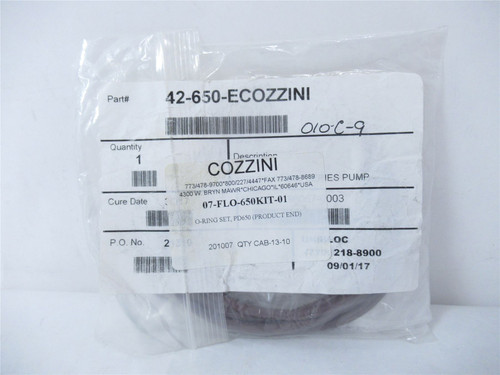 Part# 42-650-ECOZZINI
010-C-9
Quantity
1
Description
COZZINI
773/478-9700*800/227/4447*FAX 773/478-8689
4300 W. BRYN MAWR*CHICAGO*IL*60646*USA
IES PUMP
07-FLO-650KIT-01
Cure Date
003
O-RING SET, PD650 (PRODUCT END)
P.O. No. 2
LOC
201007 QTY CAB-13-10
218-8900
09/01/17